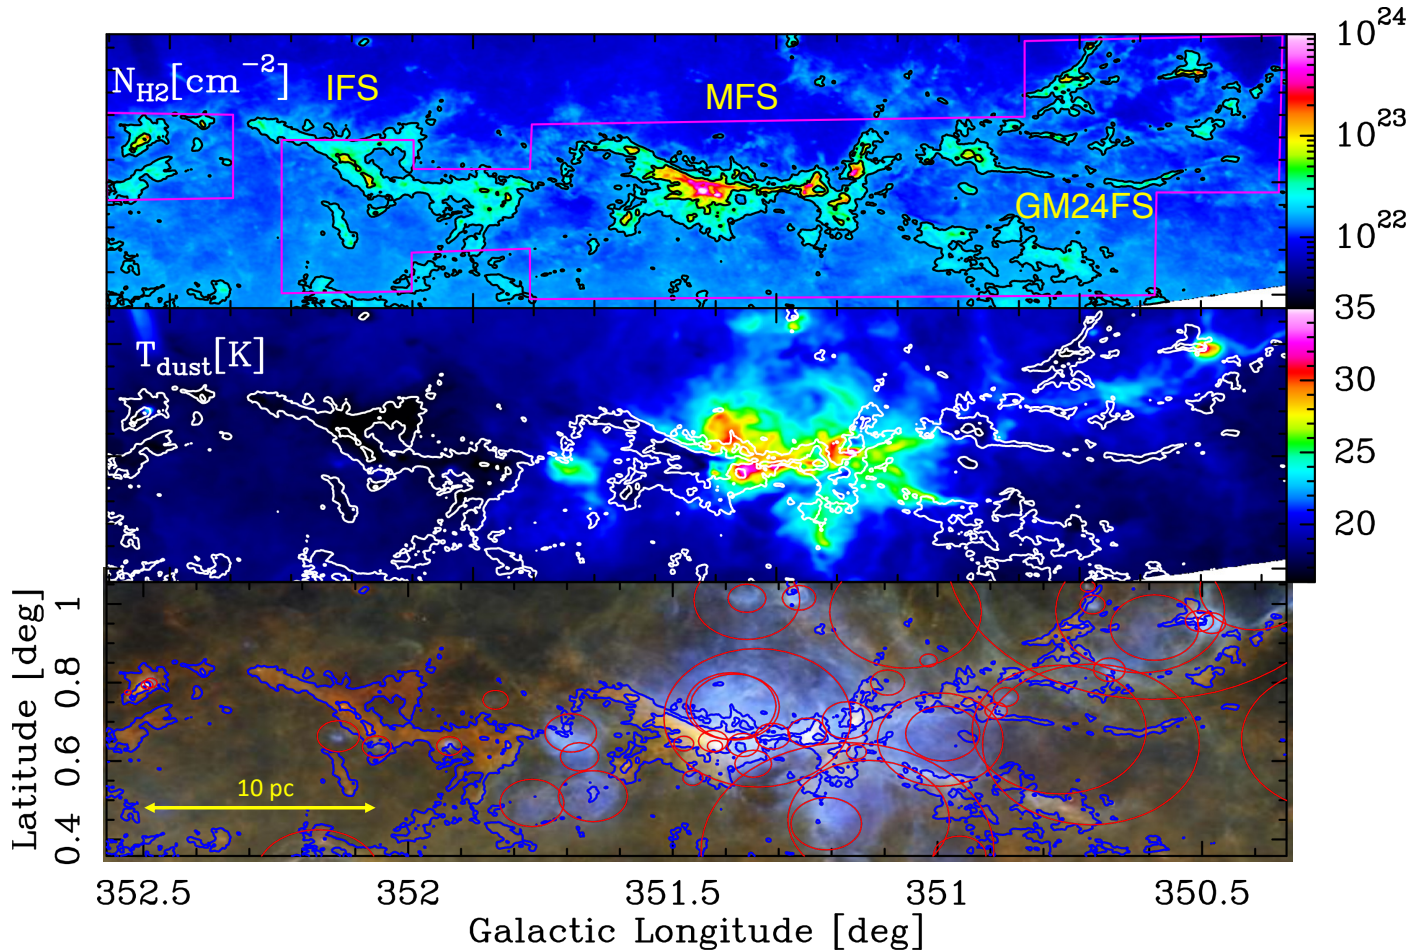 N_H2[cm^-2]
IFS
MFS
GM24FS
10^24
10^23
10^22
T_dust[K]
35
30
25
20
10 pc
1
0.8
0.6
0.4
Latitude [deg]
352.5 352 351.5 351 350.5
Galactic Longitude [deg]